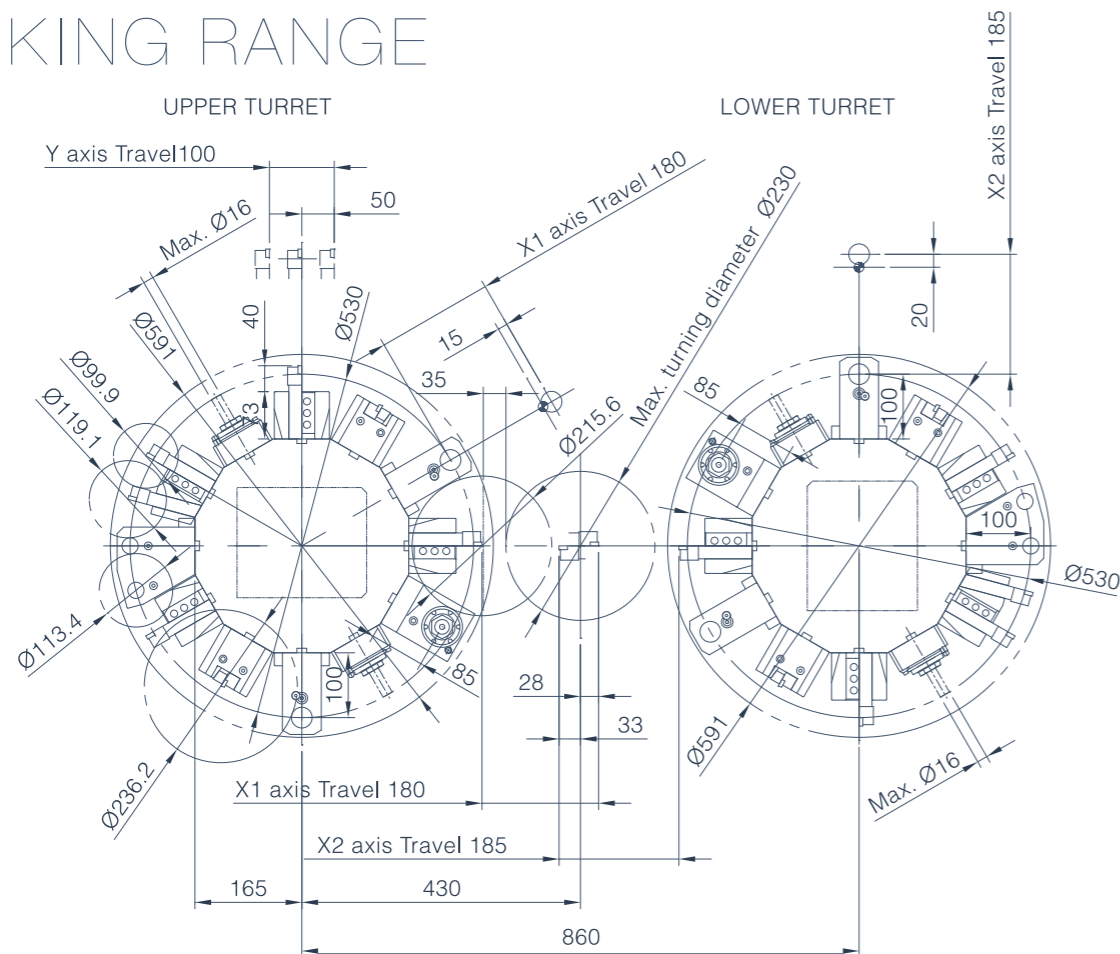 KING RANGE
UPPER TURRET
LOWER TURRET
X2 axis Travel 185
Y axis Travel100
50
Max. Ø16
X1 axis Travel 180
Max. turning diameter Ø230
40
Ø530
15
20
Ø591
35
Ø99.9
43
85
100
Ø119.1
Ø215.6
100
Ø530
Ø113.4
85
100
28
33
Ø591
Ø236.2
Max. Ø16
X1 axis Travel 180
X2 axis Travel 185
165
430
860